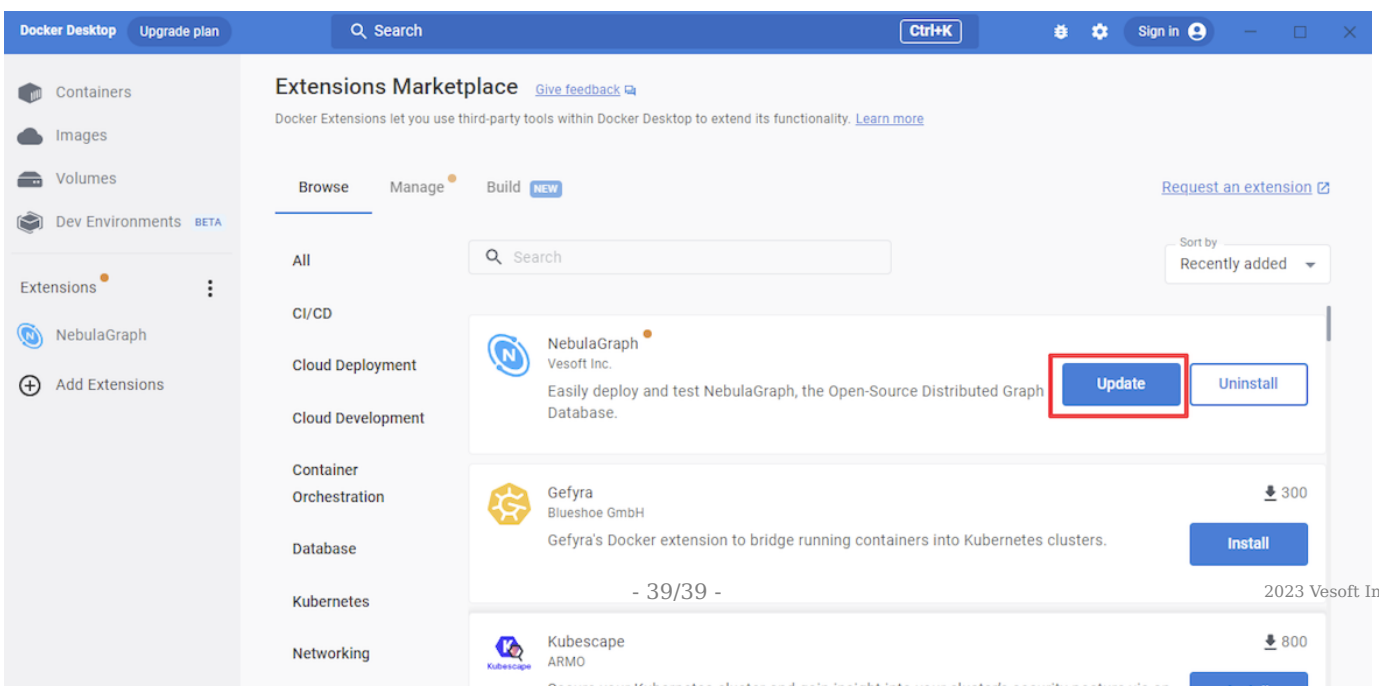 Docker Desktop Upgrade plan Search Ctrl+K Sign in
Containers
Images
Volumes
Dev Environments BETA
Extensions
NebulaGraph
Add Extensions
Extensions Marketplace Give feedback
Docker Extensions let you use third-party tools within Docker Desktop to extend its functionality. Learn more
Browse Manage Build NEW Request an extension
All
CI/CD
Cloud Deployment
Cloud Development
Container
Orchestration
Database
Kubernetes
Networking
Search
Sort by
Recently added
NebulaGraph
Vesoft Inc.
Easily deploy and test NebulaGraph, the Open-Source Distributed Graph
Database.
Update Uninstall
Gefyra
300
Blueshoe GmbH
Gefyra's Docker extension to bridge running containers into Kubernetes clusters.
Install
- 39/39 - 2023 Vesoft In
Kubescape
Kubescape
800
ARMO